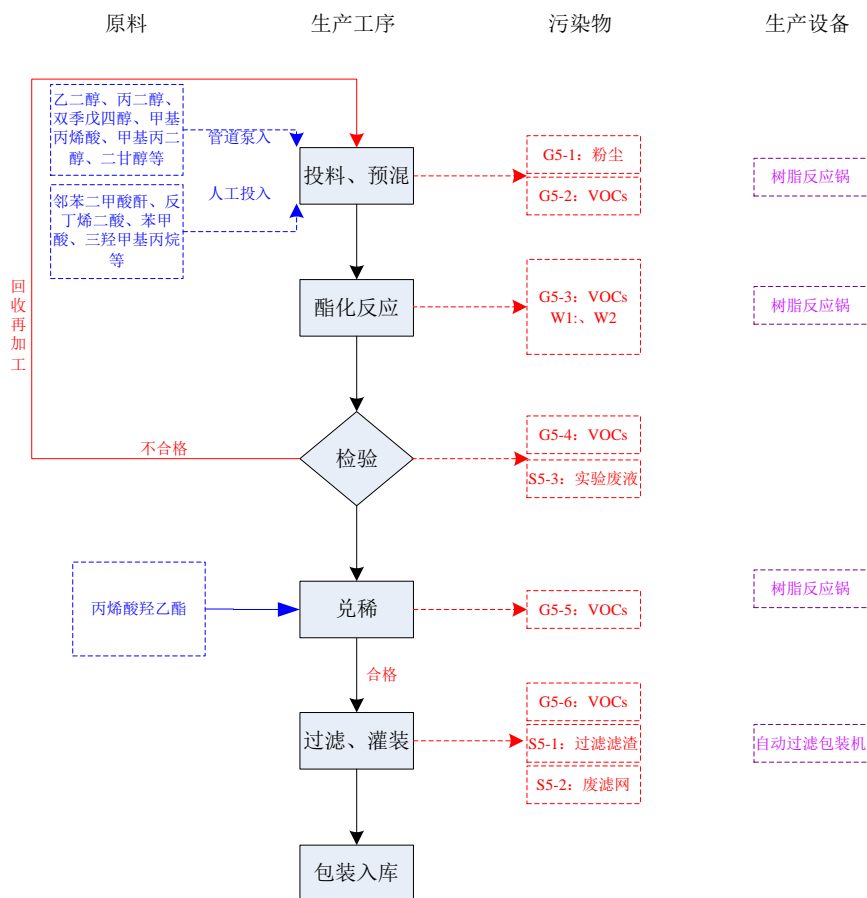 原料
生产工序
污染物
生产设备
乙二醇、丙二醇、
双季戊四醇、甲基
丙烯酸、甲基丙二
醇、二甘醇等
管道泵入
人工投入
邻苯二甲酸酐、反
丁烯二酸、苯甲
酸、三羟甲基丙烷
等
投料、预混
G5-1：粉尘
G5-2：VOCs
树脂反应锅
回收再加工
酯化反应
G5-3：VOCs
W1:、W2
树脂反应锅
不合格
检验
G5-4：VOCs
S5-3：实验废液
丙烯酸羟乙酯
兑稀
G5-5：VOCs
树脂反应锅
合格
过滤、灌装
G5-6：VOCs
S5-1：过滤滤渣
S5-2：废滤网
自动过滤包装机
包装入库